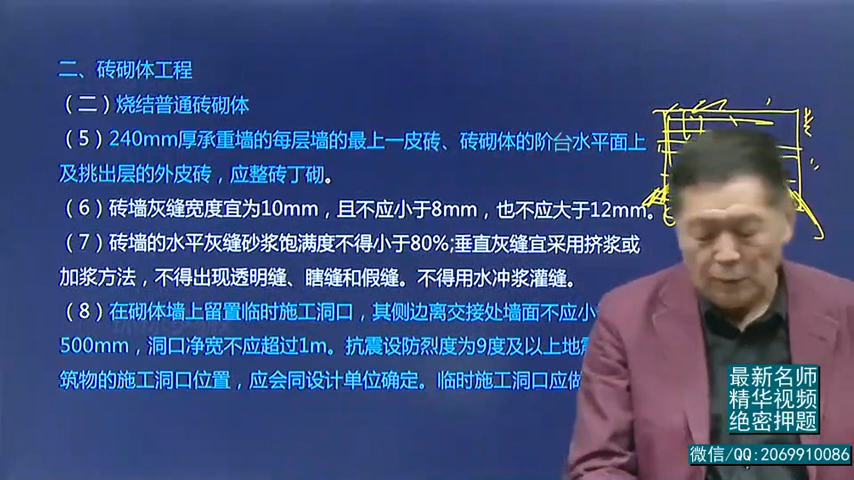 二、砖砌体工程
（二）烧结普通砖砌体
（5）240mm厚承重墙的每层墙的最上一皮砖、砖砌体的阶台水平面上
及挑出层的外皮砖，应整砖丁砌。
（6）砖墙灰缝宽度宜为10mm，且不应小于8mm，也不应大于12mm。
（7）砖墙的水平灰缝砂浆饱满度不得小于80%;垂直灰缝宜采用挤浆或
加浆方法，不得出现透明缝、瞎缝和假缝。不得用水冲浆灌缝。
（8）在砌体墙上留置临时施工洞口，其侧边离交接处墙面不应小
500mm，洞口净宽不应超过1m。抗震设防烈度为9度及以上地
筑物的施工洞口位置，应会同设计单位确定。临时施工洞口应做
最新名师
精华视频
绝密押题
微信/QQ:2069910086